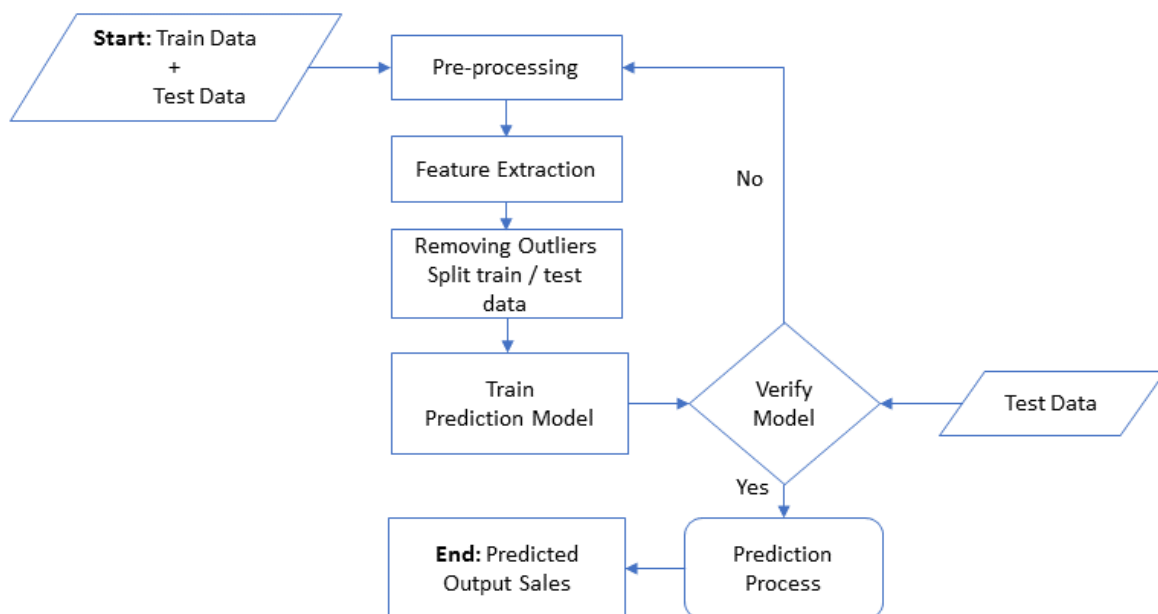 Start: Train Data
+
Test Data
Pre-processing
Feature Extraction
No
Removing Outliers
Split train / test
data
Train
Prediction Model
Verify
Model
Test Data
Yes
End: Predicted
Output Sales
Prediction
Process